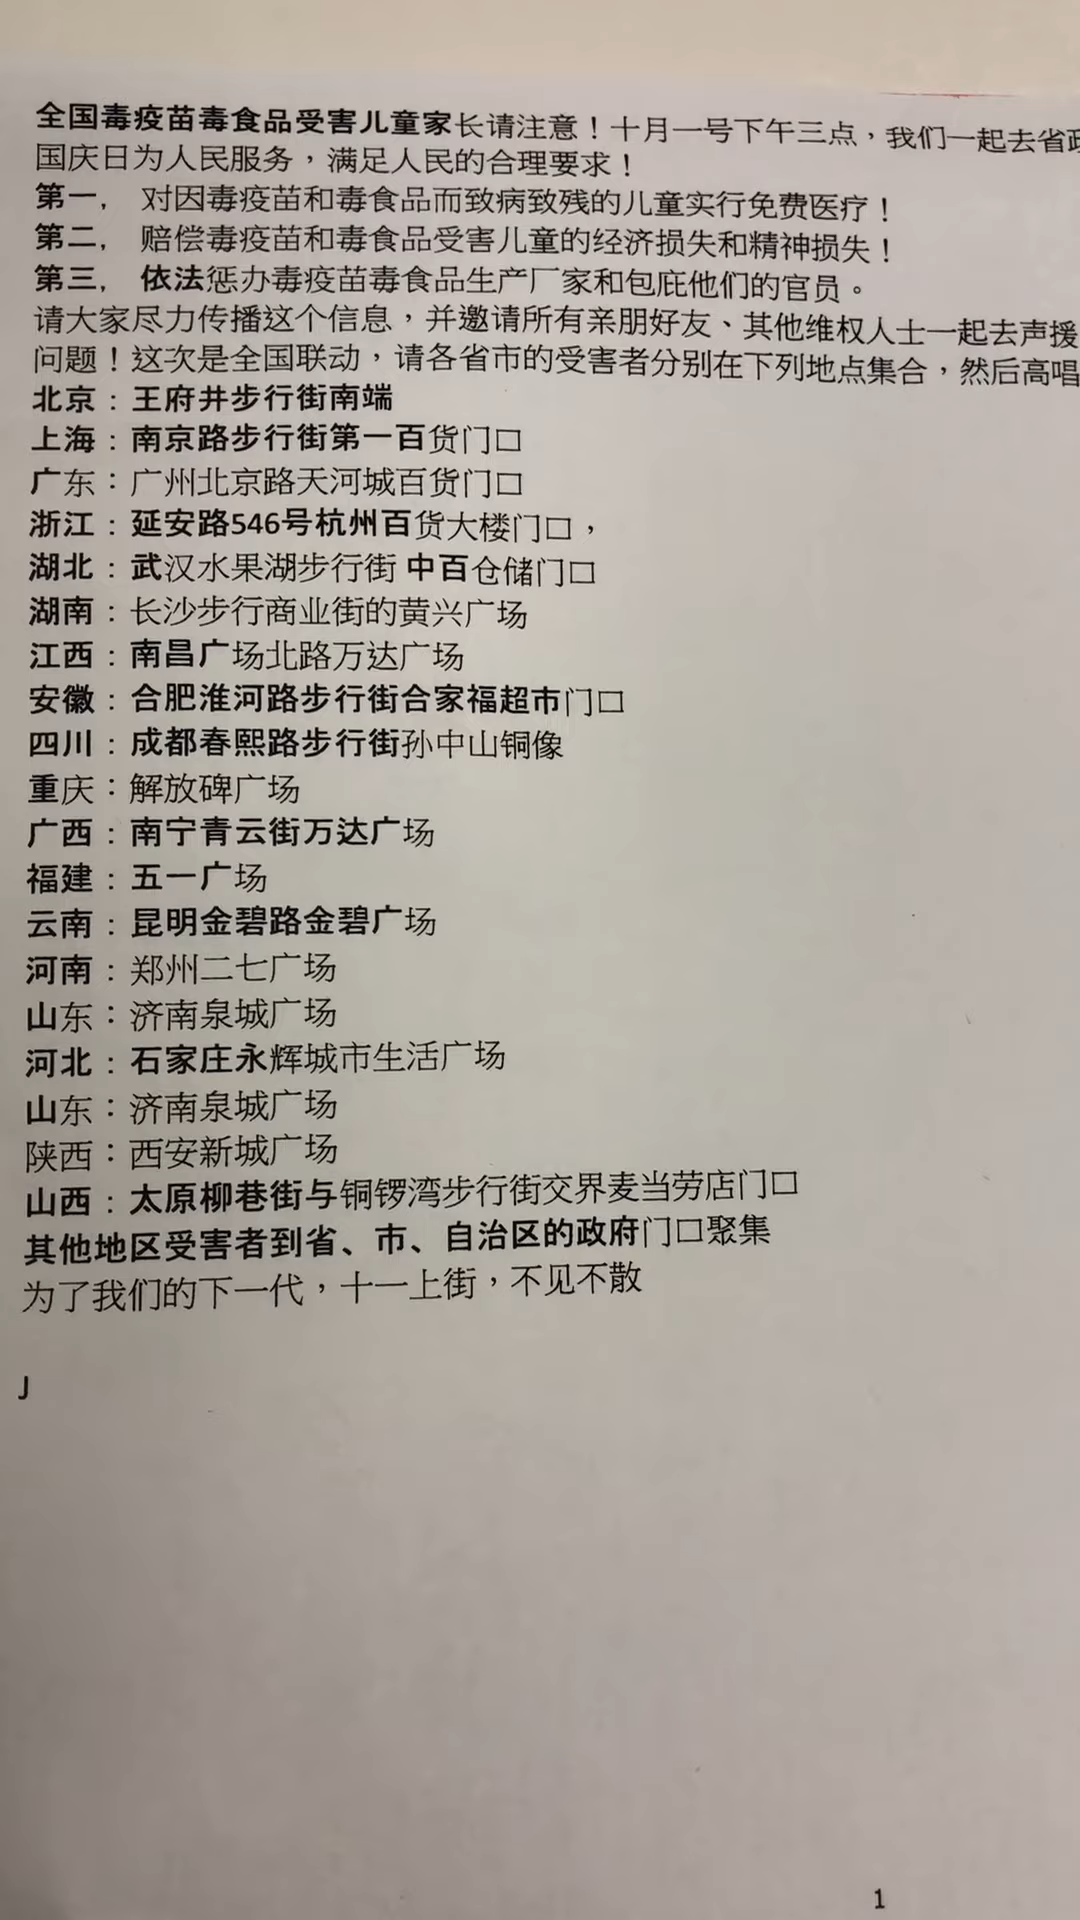 全国毒疫苗毒食品受害儿童家长请注意！十月一号下午三点，我们一起去省政
国庆日为人民服务，满足人民的合理要求！
第一， 对因毒疫苗和毒食品而致病致残的儿童实行免费医疗！
第二， 赔偿毒疫苗和毒食品受害儿童的经济损失和精神损失！
第三， 依法惩办毒疫苗毒食品生产厂家和包庇他们的官员。
请大家尽力传播这个信息，并邀请所有亲朋好友、其他维权人士一起去声援
问题！这次是全国联动，请各省市的受害者分别在下列地点集合，然后高唱
北京：王府井步行街南端
上海：南京路步行街第一百货门口
广东：广州北京路天河城百货门口
浙江：延安路546号杭州百货大楼门口，
湖北：武汉水果湖步行街 中百仓储门口
湖南：长沙步行商业街的黄兴广场
江西：南昌广场北路万达广场
安徽：合肥淮河路步行街合家福超市门口
四川：成都春熙路步行街孙中山铜像
重庆：解放碑广场
广西：南宁青云街万达广场
福建：五一广场
云南：昆明金碧路金碧广场
河南：郑州二七广场
山东：济南泉城广场
河北：石家庄永辉城市生活广场
山东：济南泉城广场
陕西：西安新城广场
山西：太原柳巷街与铜锣湾步行街交界麦当劳店门口
其他地区受害者到省、市、自治区的政府门口聚集
为了我们的下一代，十一上街，不见不散
J
1